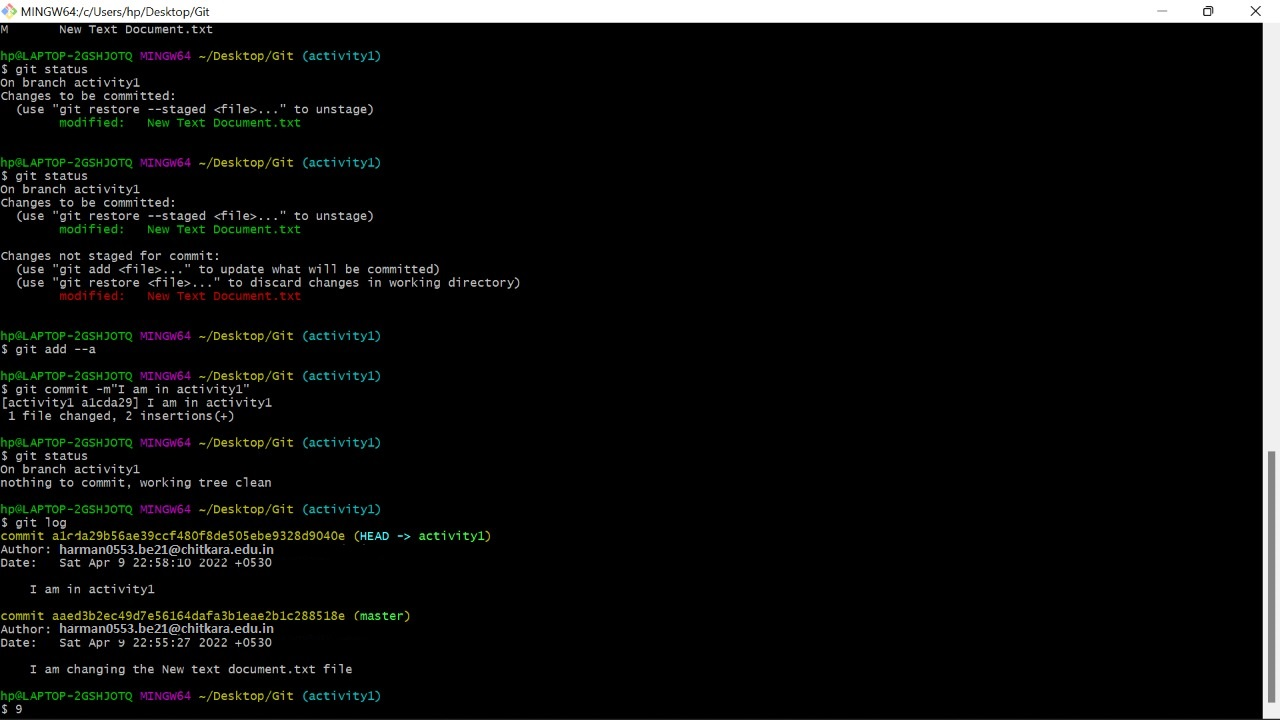 MINGW64:/c/Users/hp/Desktop/Git
M       New Text Document.txt
hp@LAPTOP-2GSHJOTQ MINGW64 ~/Desktop/Git (activity1)
$ git status
On branch activity1
Changes to be committed:
  (use "git restore --staged <file>..." to unstage)
        modified:   New Text Document.txt
hp@LAPTOP-2GSHJOTQ MINGW64 ~/Desktop/Git (activity1)
$ git status
On branch activity1
Changes to be committed:
  (use "git restore --staged <file>..." to unstage)
        modified:   New Text Document.txt
Changes not staged for commit:
  (use "git add <file>..." to update what will be committed)
  (use "git restore <file>..." to discard changes in working directory)
        modified:   New Text Document.txt
hp@LAPTOP-2GSHJOTQ MINGW64 ~/Desktop/Git (activity1)
$ git add --a
hp@LAPTOP-2GSHJOTQ MINGW64 ~/Desktop/Git (activity1)
$ git commit -m"I am in activity1"
[activity1 a1cda29] I am in activity1
 1 file changed, 2 insertions(+)
hp@LAPTOP-2GSHJOTQ MINGW64 ~/Desktop/Git (activity1)
$ git status
On branch activity1
nothing to commit, working tree clean
hp@LAPTOP-2GSHJOTQ MINGW64 ~/Desktop/Git (activity1)
$ git log
commit a1cda29b56ae39ccf480f8de505ebe9328d9040e (HEAD -> activity1)
Author: harman0553.be21@chitkara.edu.in
Date:   Sat Apr 9 22:58:10 2022 +0530
    I am in activity1
commit aaed3b2ec49d7e56164dafa3b1eae2b1c288518e (master)
Author: harman0553.be21@chitkara.edu.in
Date:   Sat Apr 9 22:55:27 2022 +0530
    I am changing the New text document.txt file
hp@LAPTOP-2GSHJOTQ MINGW64 ~/Desktop/Git (activity1)
$ 9